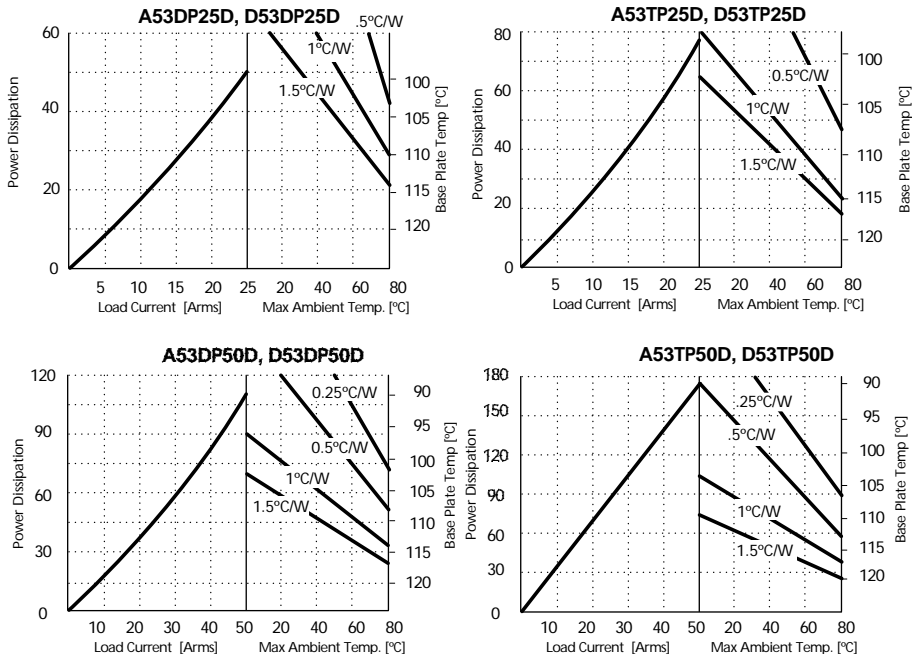 A53DP25D, D53DP25D
60
40
20
0
Power Dissipation
.5ºC/W
1ºC/W
1.5ºC/W
100
105
110
115
120
Base Plate Temp [ºC]
5 10 15 20 25 20 40 60 80
Load Current [Arms] Max Ambient Temp. [ºC]
A53TP25D, D53TP25D
80
60
40
20
0
Power Dissipation
0.5ºC/W
1ºC/W
1.5ºC/W
100
105
110
115
120
Base Plate Temp [ºC]
5 10 15 20 25 20 40 60 80
Load Current [Arms] Max Ambient Temp. [ºC]
A53DP50D, D53DP50D
120
90
60
30
0
Power Dissipation
0.25ºC/W
0.5ºC/W
1ºC/W
1.5ºC/W
90
95
100
105
110
115
120
Base Plate Temp [ºC]
10 20 30 20 40 50 20 40 60 80
Load Current [Arms] Max Ambient Temp. [ºC]
A53TP50D, D53TP50D
180
150
120
90
60
30
0
Power Dissipation
.25ºC/W
.5ºC/W
1ºC/W
1.5ºC/W
90
95
100
105
110
115
120
Base Plate Temp [ºC]
10 20 30 40 50 20 40 60 80
Load Current [Arms] Max Ambient Temp. [ºC]